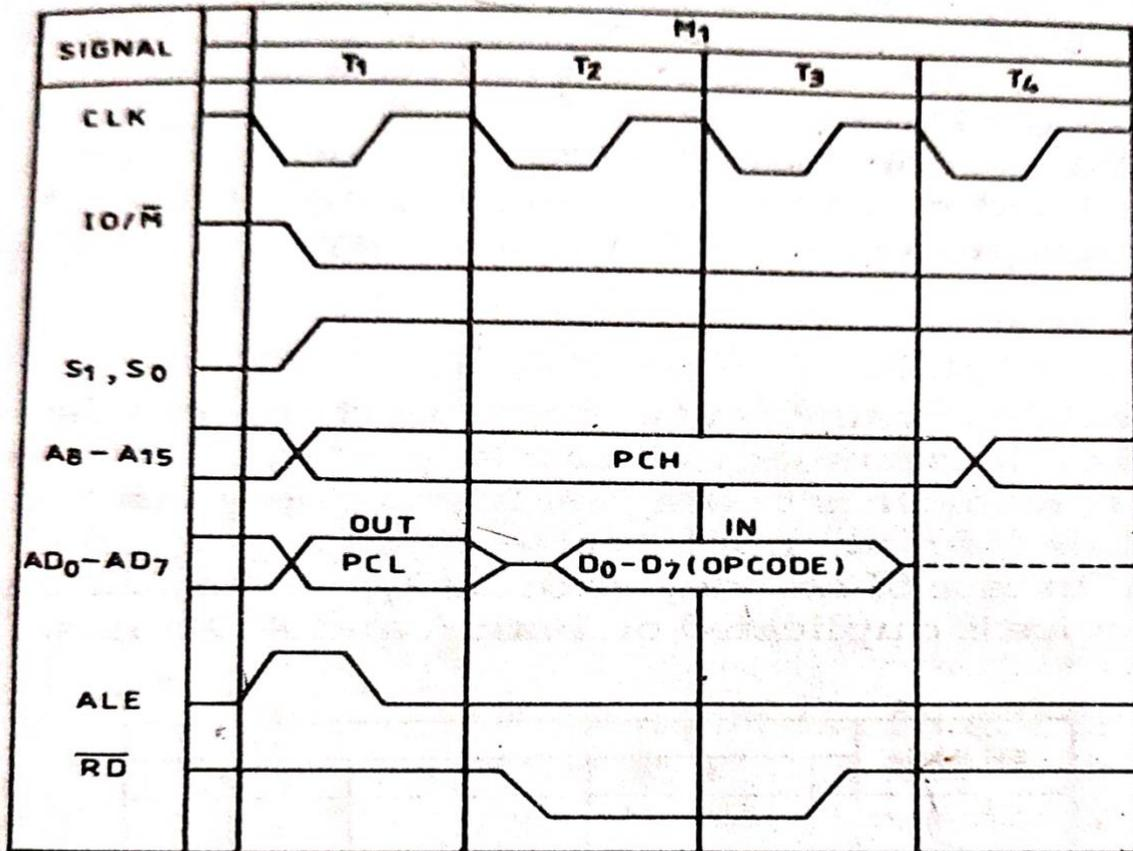 SIGNAL
M1
T1 T2 T3 T4
CLK
IO/M̅
S1, S0
A8-A15
PCH
OUT
IN
AD0-AD7
PCL
D0-D7(OPCODE)
ALE
R̅D̅